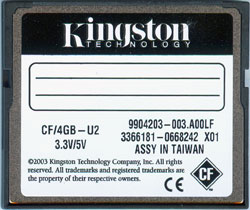 Kingston
TECHNOLOGY
CF/4GB-U2
3.3V/5V
9904203-003.A00LF
3366181-0668242 X01
ASSY IN TAIWAN
©2003 Kingston Technology Company, Inc. All rights
reserved. All trademarks and registered trademarks are
the property of their respective owners.
CF